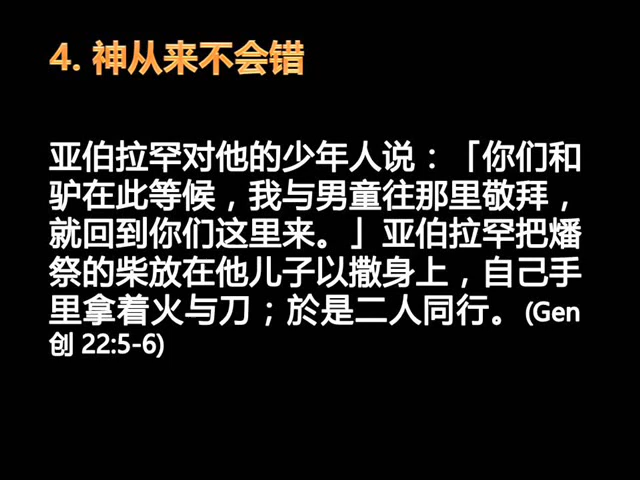 4. 神从来不会错
亚伯拉罕对他的少年人说：「你们和
驴在此等候，我与男童往那里敬拜，
就回到你们这里来。」亚伯拉罕把燔
祭的柴放在他儿子以撒身上，自己手
里拿着火与刀；於是二人同行。(Gen
创 22:5-6)